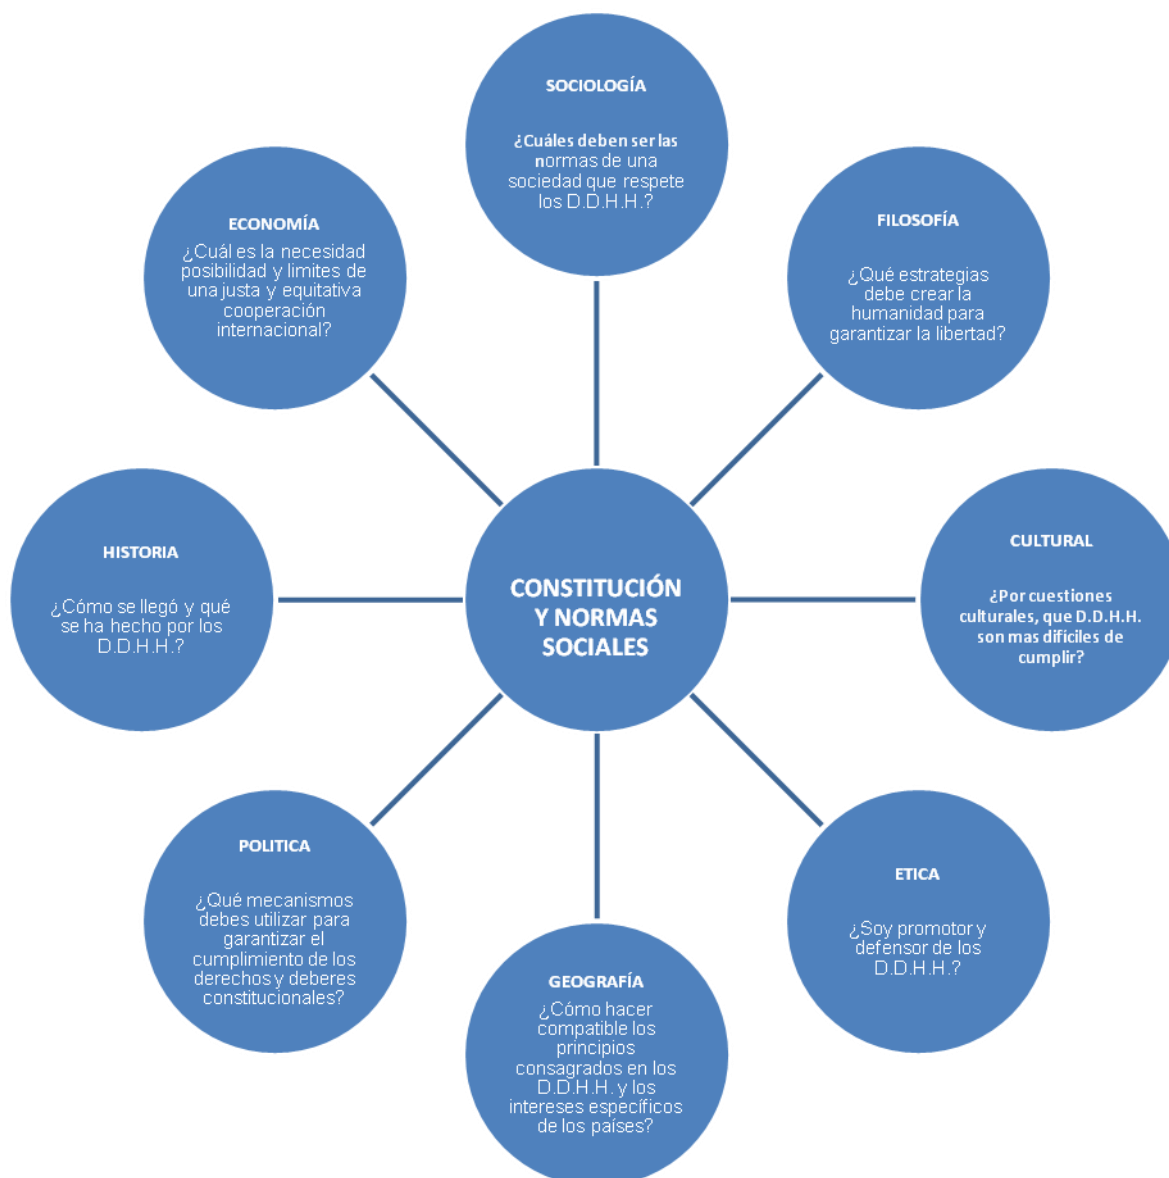 SOCIOLOGÍA
¿Cuáles deben ser las
normas de una
sociedad que respete
los D.D.H.H.?
FILOSOFÍA
¿Qué estrategias
debe crear la
humanidad para
garantizar la libertad?
CULTURAL
¿Por cuestiones
culturales, que D.D.H.H.
son mas difíciles de
cumplir?
ETICA
¿Soy promotor y
defensor de los
D.D.H.H.?
GEOGRAFÍA
¿Cómo hacer
compatible los
principios
consagrados en los
D.D.H.H. y los
intereses específicos
de los países?
POLITICA
¿Qué mecanismos
debes utilizar para
garantizar el
cumplimiento de los
derechos y deberes
constitucionales?
HISTORIA
¿Cómo se llegó y qué
se ha hecho por los
D.D.H.H.?
ECONOMÍA
¿Cuál es la necesidad
posibilidad y limites de
una justa y equitativa
cooperación
internacional?
CONSTITUCIÓN
Y NORMAS
SOCIALES